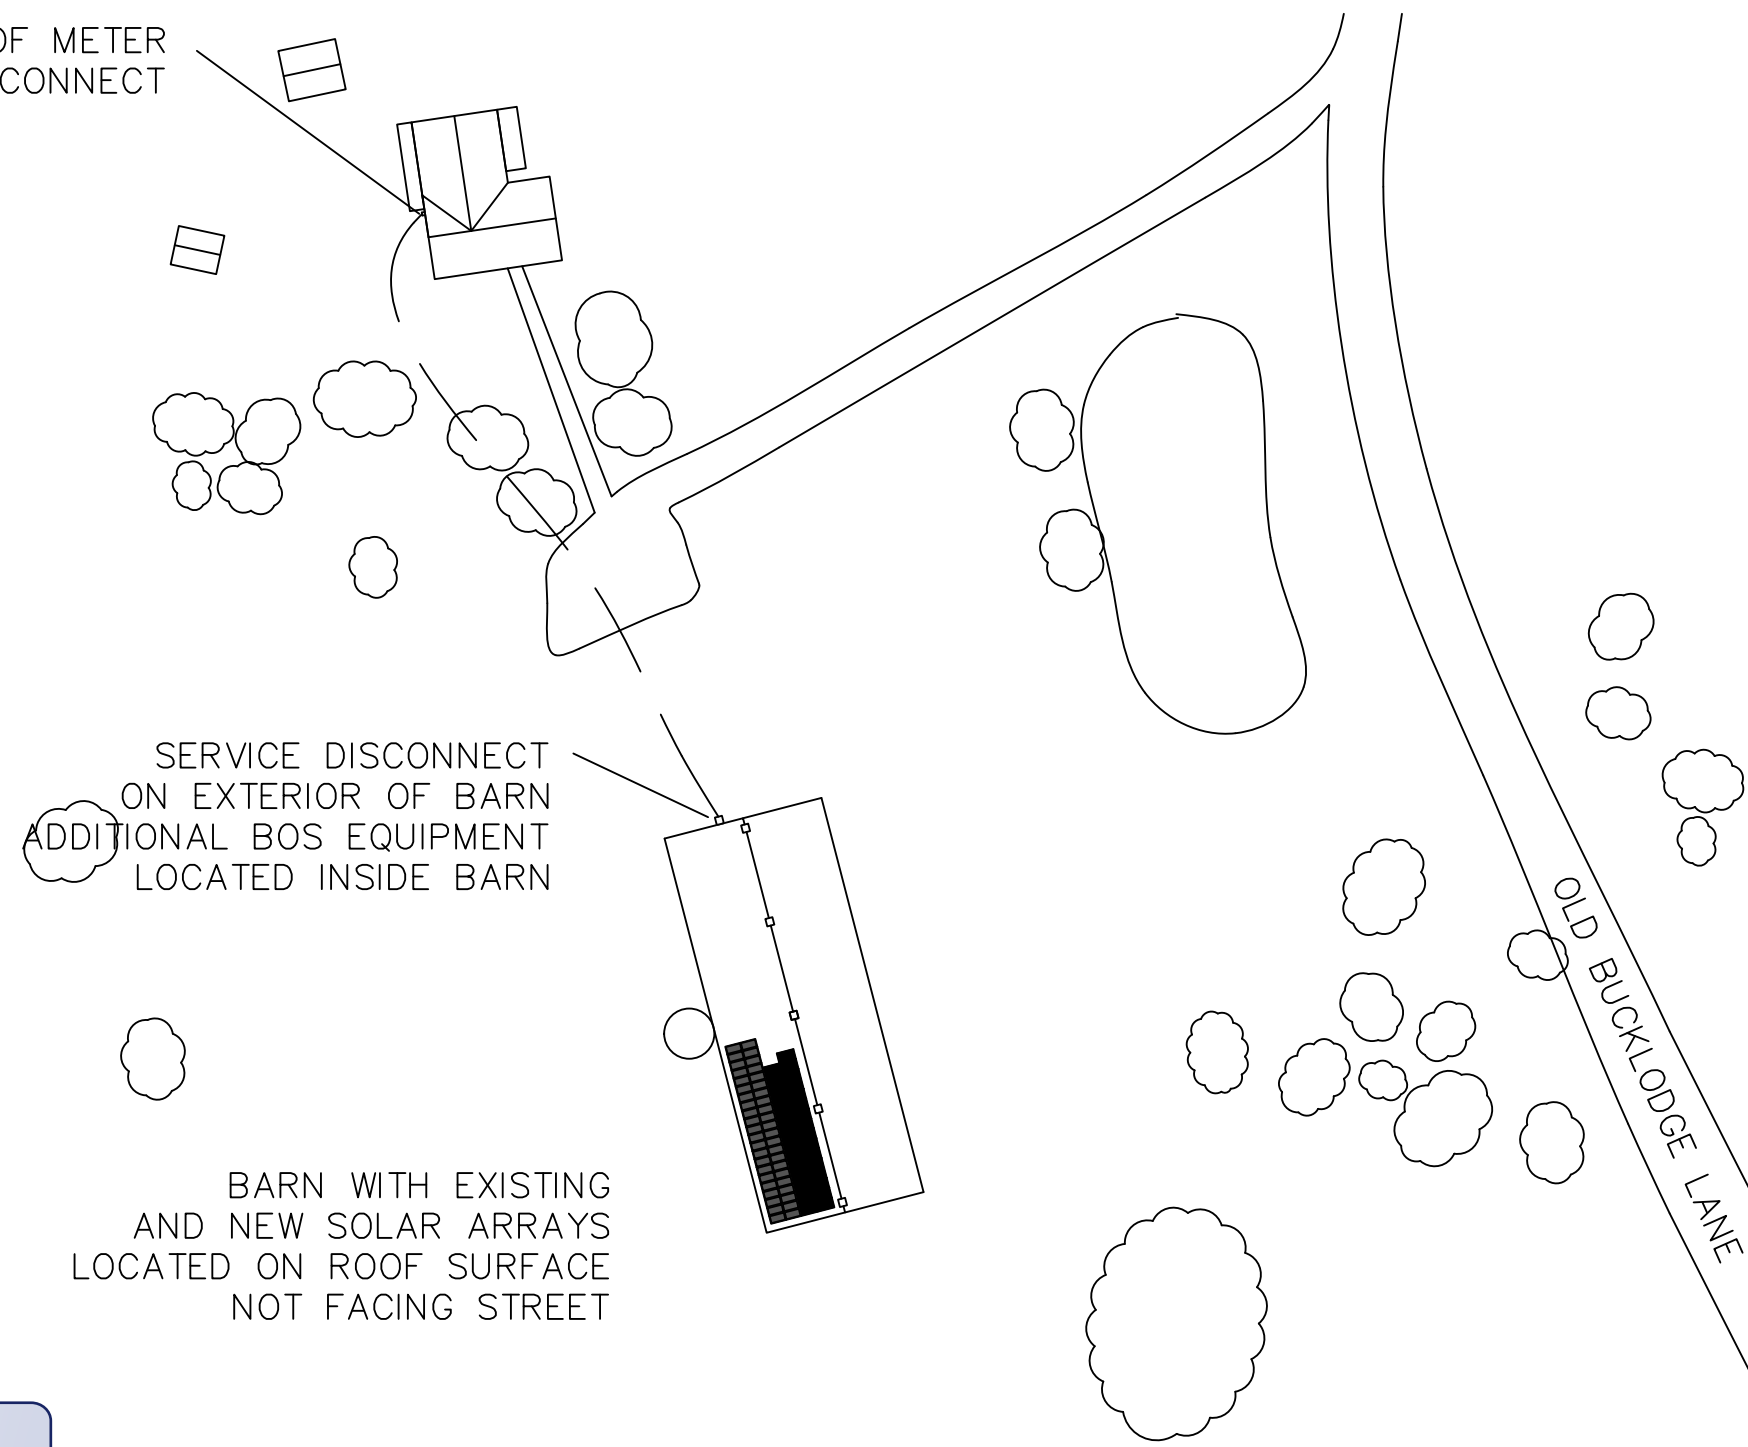 OF METER
CONNECT
SERVICE DISCONNECT
ON EXTERIOR OF BARN
ADDITIONAL BOS EQUIPMENT
LOCATED INSIDE BARN
OLD BUCKLODGE LANE
BARN WITH EXISTING
AND NEW SOLAR ARRAYS
LOCATED ON ROOF SURFACE
NOT FACING STREET